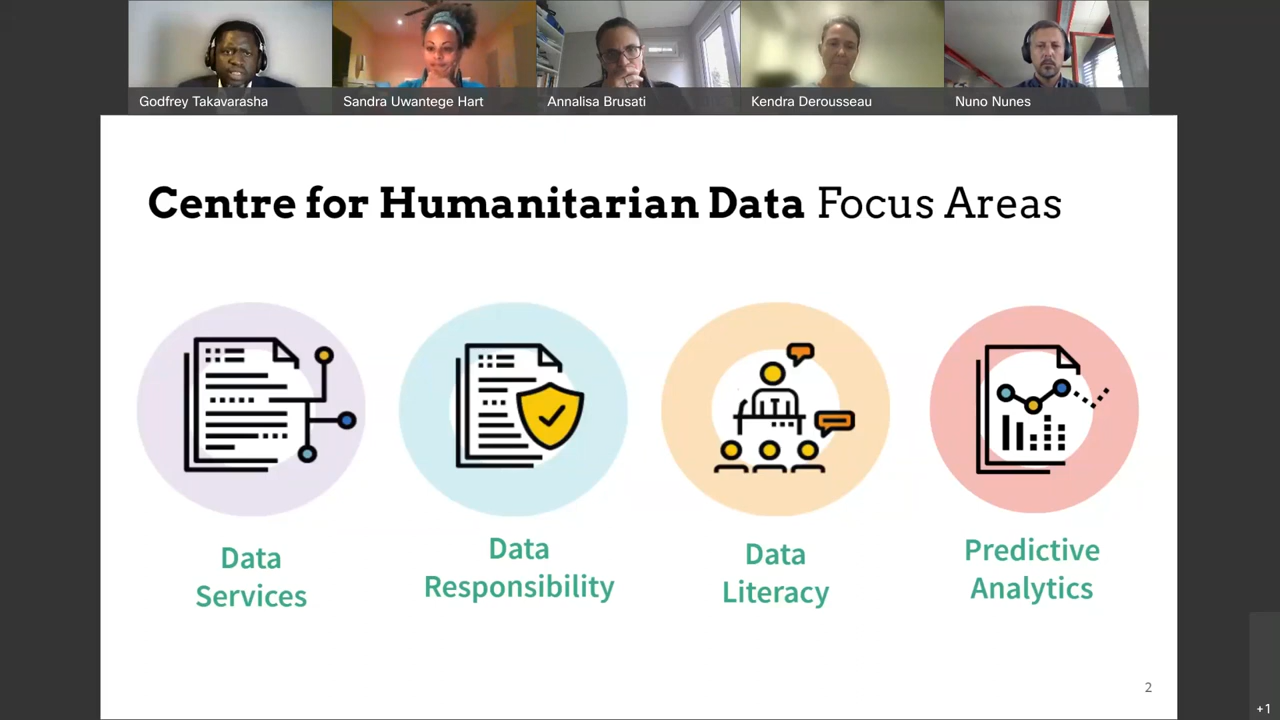 Godfrey Takavarasha
Sandra Uwantege Hart
Annalisa Brusati
Kendra Derousseau
Nuno Nunes
Centre for Humanitarian Data Focus Areas
Data
Services
Data
Responsibility
Data
Literacy
Predictive
Analytics
2
+1